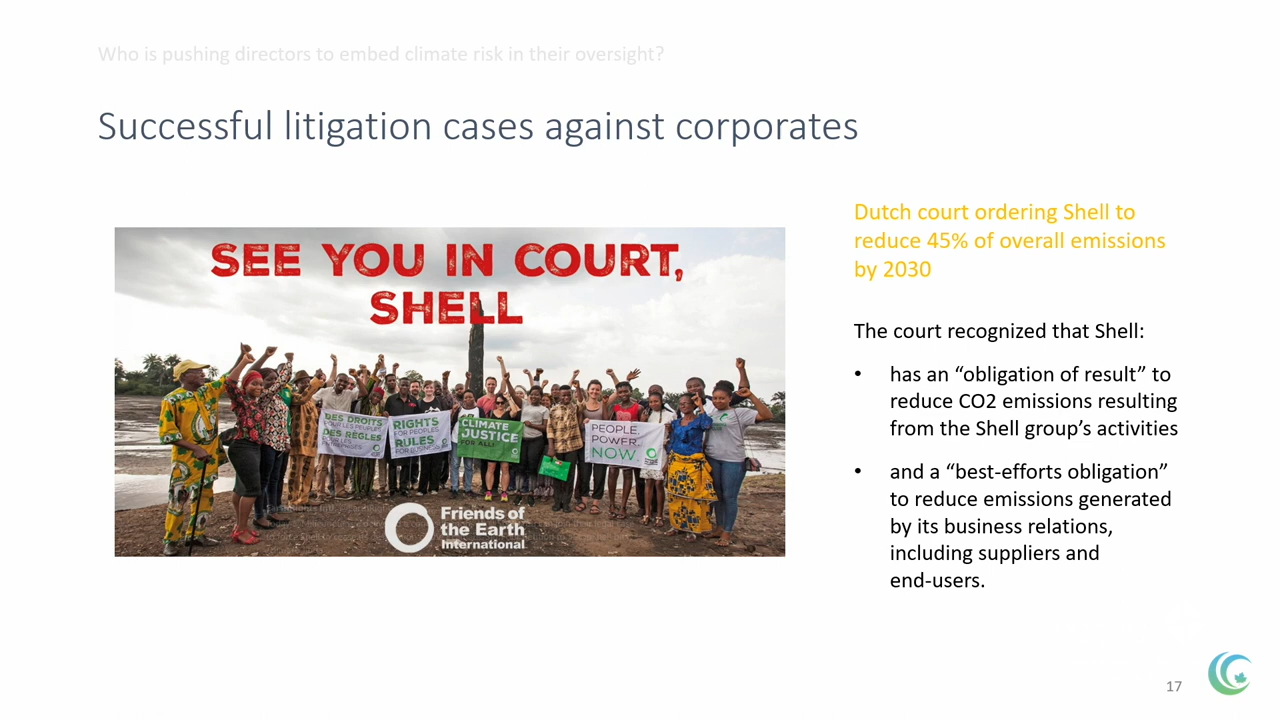 Who is pushing directors to embed climate risk in their oversight?
Successful litigation cases against corporates
SEE YOU IN COURT,
SHELL
DES DROITS
POUR LES PEUPLES
DES RÈGLES
RIGHTS
FOR PEOPLES
RULES
FOR BUSINESS
CLIMATE
JUSTICE
FOR ALL!
PEOPLE,
POWER,
NOW
Friends of
the Earth
International
Dutch court ordering Shell to
reduce 45% of overall emissions
by 2030
The court recognized that Shell:
• has an “obligation of result” to
reduce CO2 emissions resulting
from the Shell group’s activities
• and a “best-efforts obligation”
to reduce emissions generated
by its business relations,
including suppliers and
end-users.
17